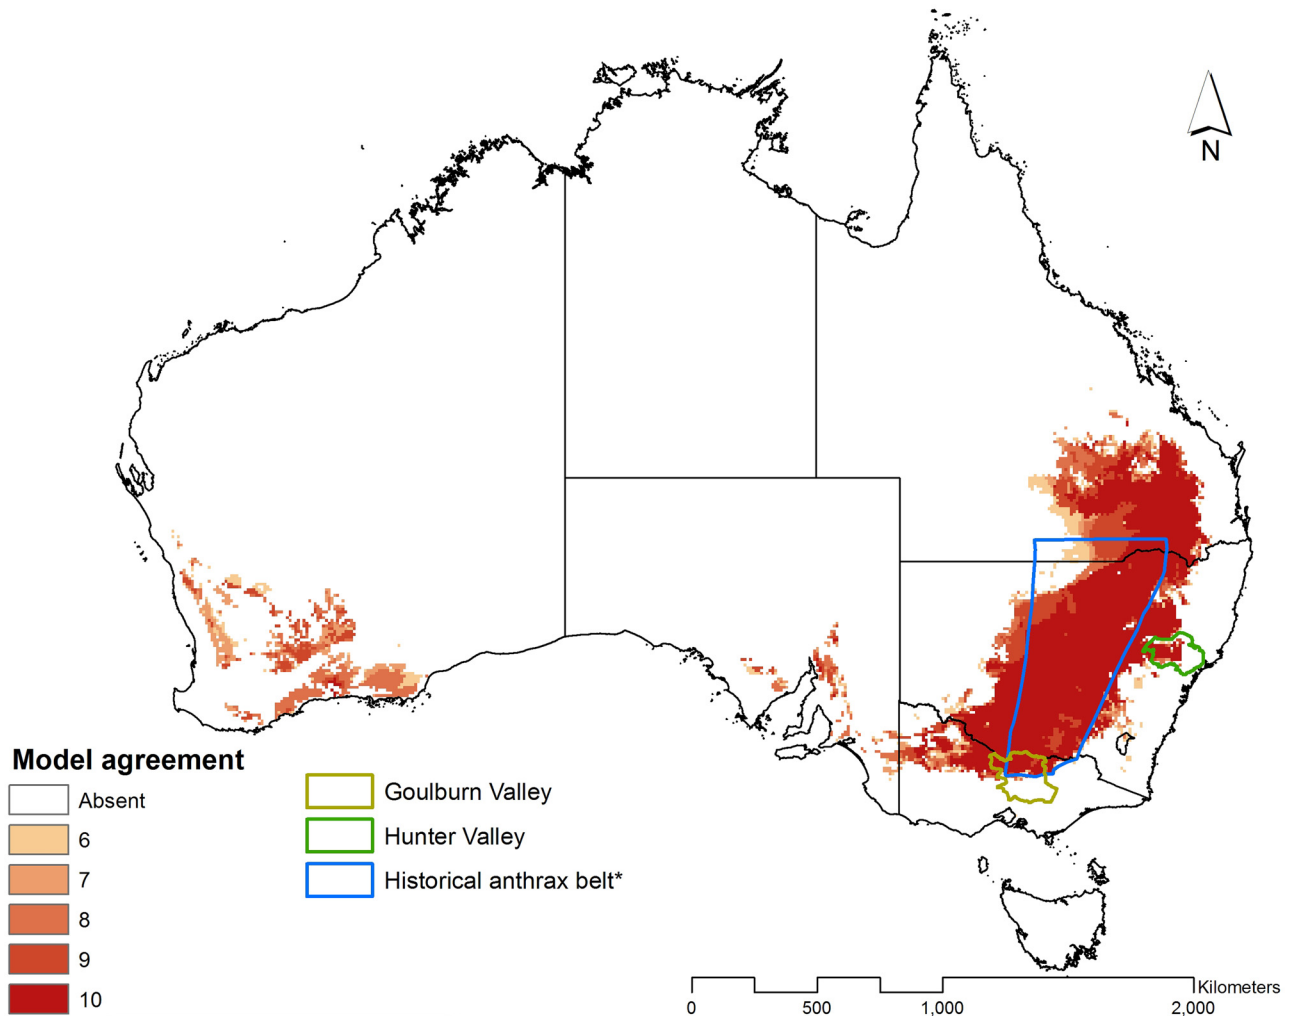 N
Model agreement
Absent
6
7
8
9
10
Goulburn Valley
Hunter Valley
Historical anthrax belt*
Kilometers
0 500 1,000 2,000